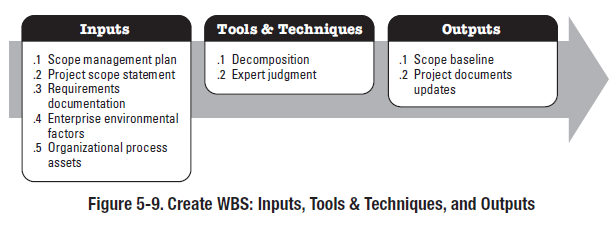 Inputs
.1 Scope management plan
.2 Project scope statement
.3 Requirements
documentation
.4 Enterprise environmental
factors
.5 Organizational process
assets
Tools & Techniques
.1 Decomposition
.2 Expert judgment
Outputs
.1 Scope baseline
.2 Project documents
updates
Figure 5-9. Create WBS: Inputs, Tools & Techniques, and Outputs